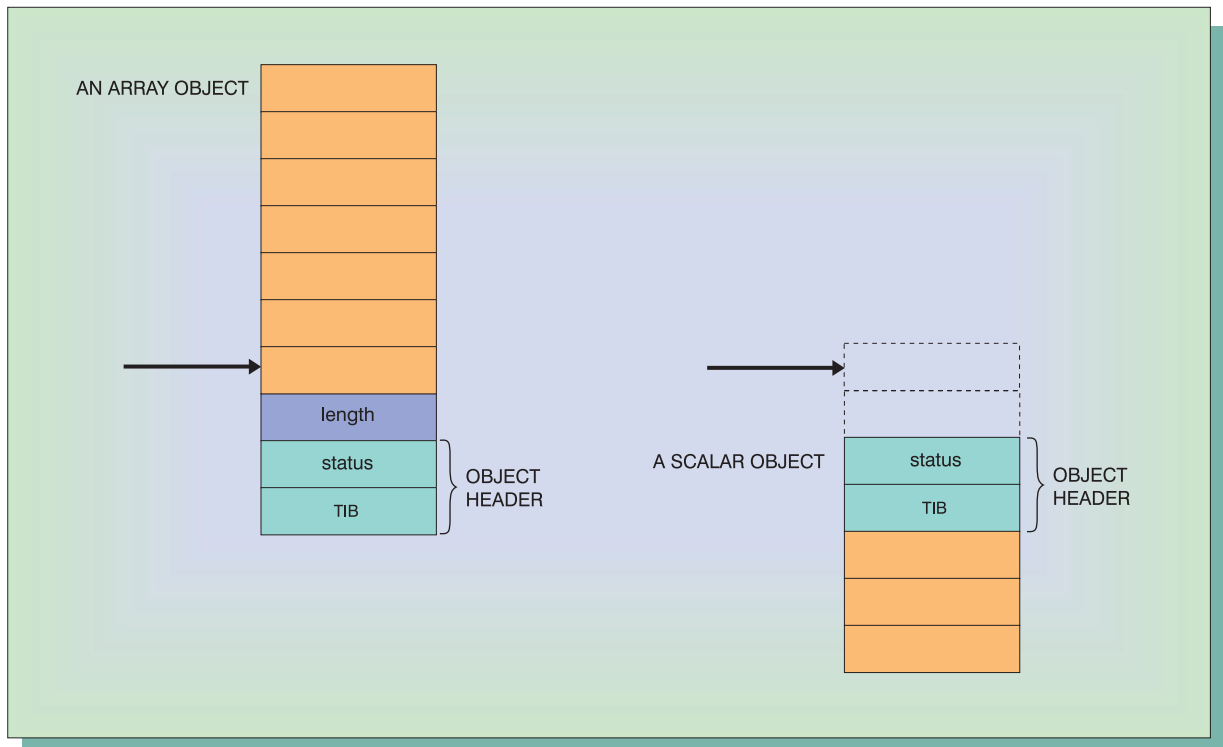 AN ARRAY OBJECT
length
status
TIB
OBJECT
HEADER
A SCALAR OBJECT
status
TIB
OBJECT
HEADER